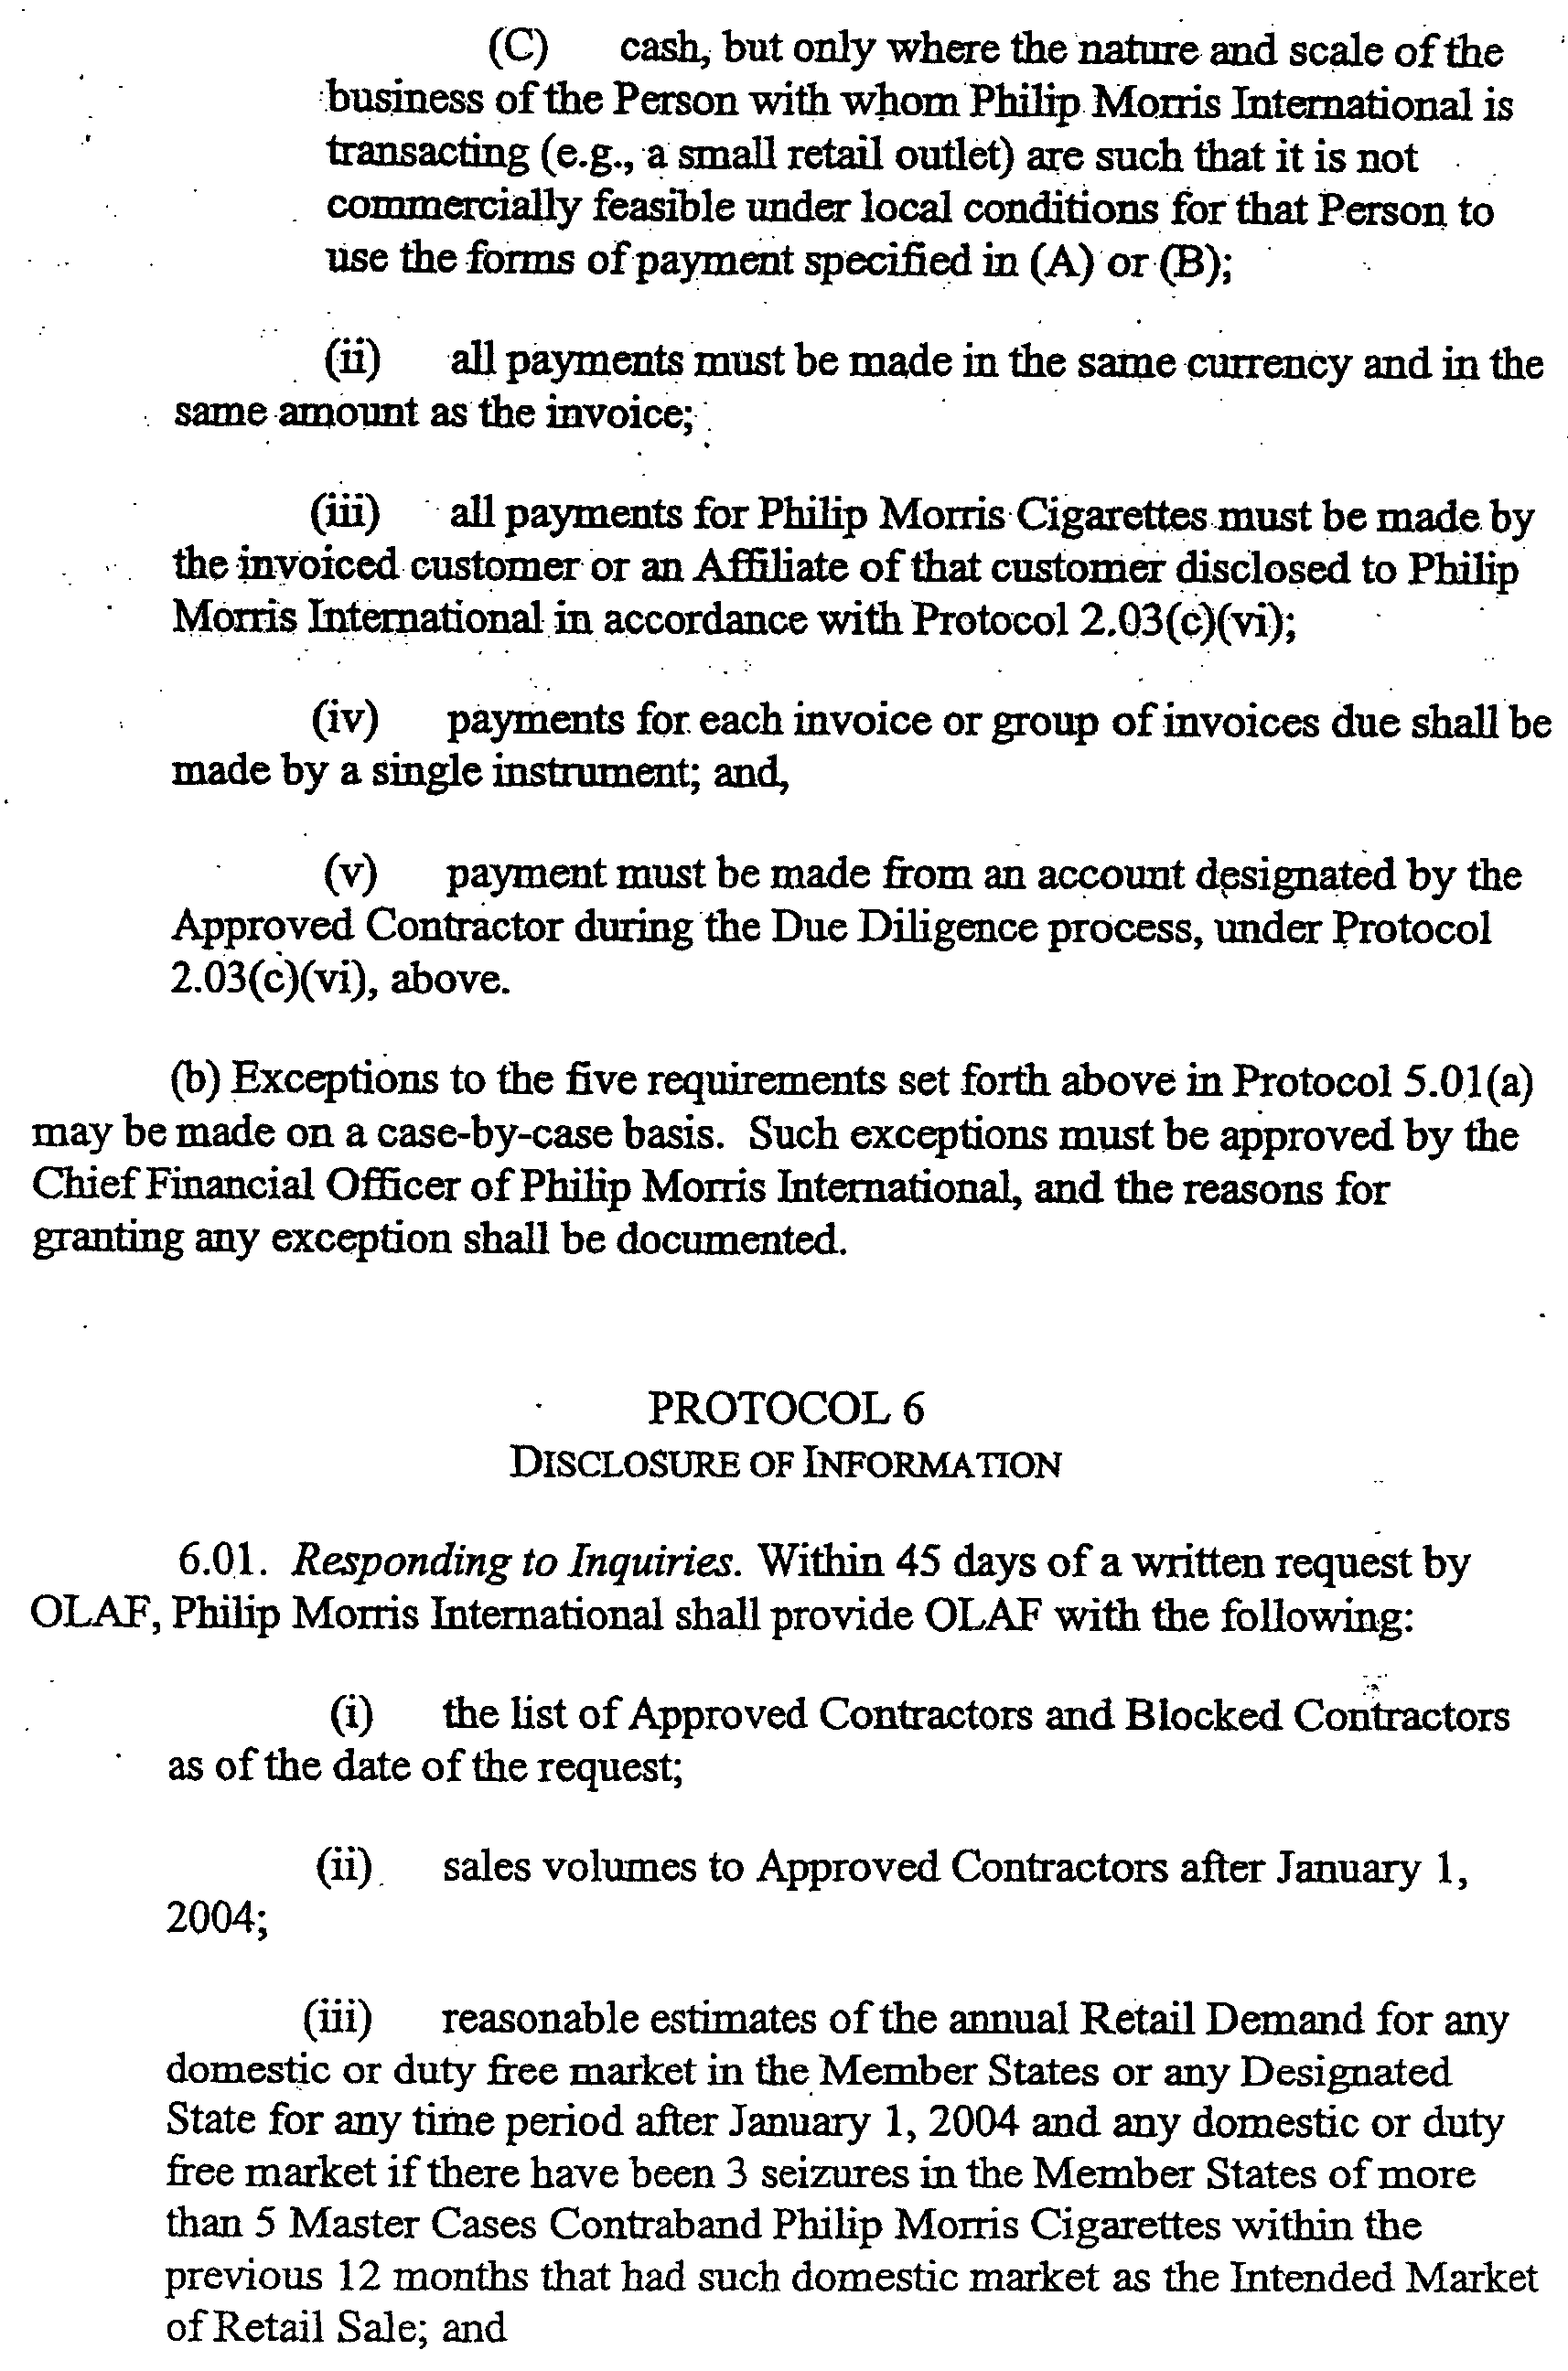 (C) cash, but only where the nature and scale of the
business of the Person with whom Philip Morris International is
transacting (e.g., a small retail outlet) are such that it is not
commercially feasible under local conditions for that Person to
use the forms of payment specified in (A) or (B);
(ii) all payments must be made in the same currency and in the
same amount as the invoice;
(iii) all payments for Philip Morris Cigarettes must be made by
the invoiced customer or an Affiliate of that customer disclosed to Philip
Morris International in accordance with Protocol 2.03(c)(vi);
(iv) payments for each invoice or group of invoices due shall be
made by a single instrument; and,
(v) payment must be made from an account designated by the
Approved Contractor during the Due Diligence process, under Protocol
2.03(c)(vi), above.
(b) Exceptions to the five requirements set forth above in Protocol 5.01(a)
may be made on a case-by-case basis. Such exceptions must be approved by the
Chief Financial Officer of Philip Morris International, and the reasons for
granting any exception shall be documented.
PROTOCOL 6
DISCLOSURE OF INFORMATION
6.01. Responding to Inquiries. Within 45 days of a written request by
OLAF, Philip Morris International shall provide OLAF with the following:
(i) the list of Approved Contractors and Blocked Contractors
as of the date of the request;
(ii) sales volumes to Approved Contractors after January 1,
2004;
(iii) reasonable estimates of the annual Retail Demand for any
domestic or duty free market in the Member States or any Designated
State for any time period after January 1, 2004 and any domestic or duty
free market if there have been 3 seizures in the Member States of more
than 5 Master Cases Contraband Philip Morris Cigarettes within the
previous 12 months that had such domestic market as the Intended Market
of Retail Sale; and